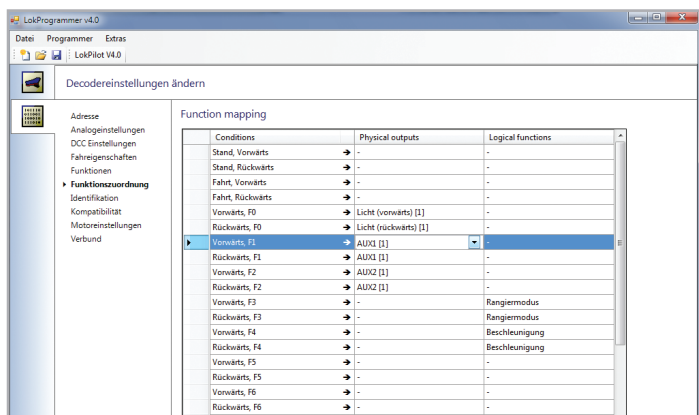 LokProgrammer v4.0
Datei Programmer Extras
LokPilot V4.0
Decodereinstellungen ändern
Adresse
Analogeinstellungen
DCC Einstellungen
Fahreigenschaften
Funktionen
Funktionszuordnung
Identifikation
Kompatibilität
Motoreinstellungen
Verbund
Function mapping
Conditions Physical outputs Logical functions
Stand, Vorwärts → - -
Stand, Rückwärts → - -
Fahrt, Vorwärts → - -
Fahrt, Rückwärts → - -
Vorwärts, F0 → Licht (vorwärts) [1] -
Rückwärts, F0 → Licht (rückwärts) [1] -
Vorwärts, F1 → AUX1 [1] -
Rückwärts, F1 → AUX1 [1] -
Vorwärts, F2 → AUX2 [1] -
Rückwärts, F2 → AUX2 [1] -
Vorwärts, F3 → - Rangiermodus
Rückwärts, F3 → - Rangiermodus
Vorwärts, F4 → - Beschleunigung
Rückwärts, F4 → - Beschleunigung
Vorwärts, F5 → - -
Rückwärts, F5 → - -
Vorwärts, F6 → - -
Rückwärts, F6 → - -